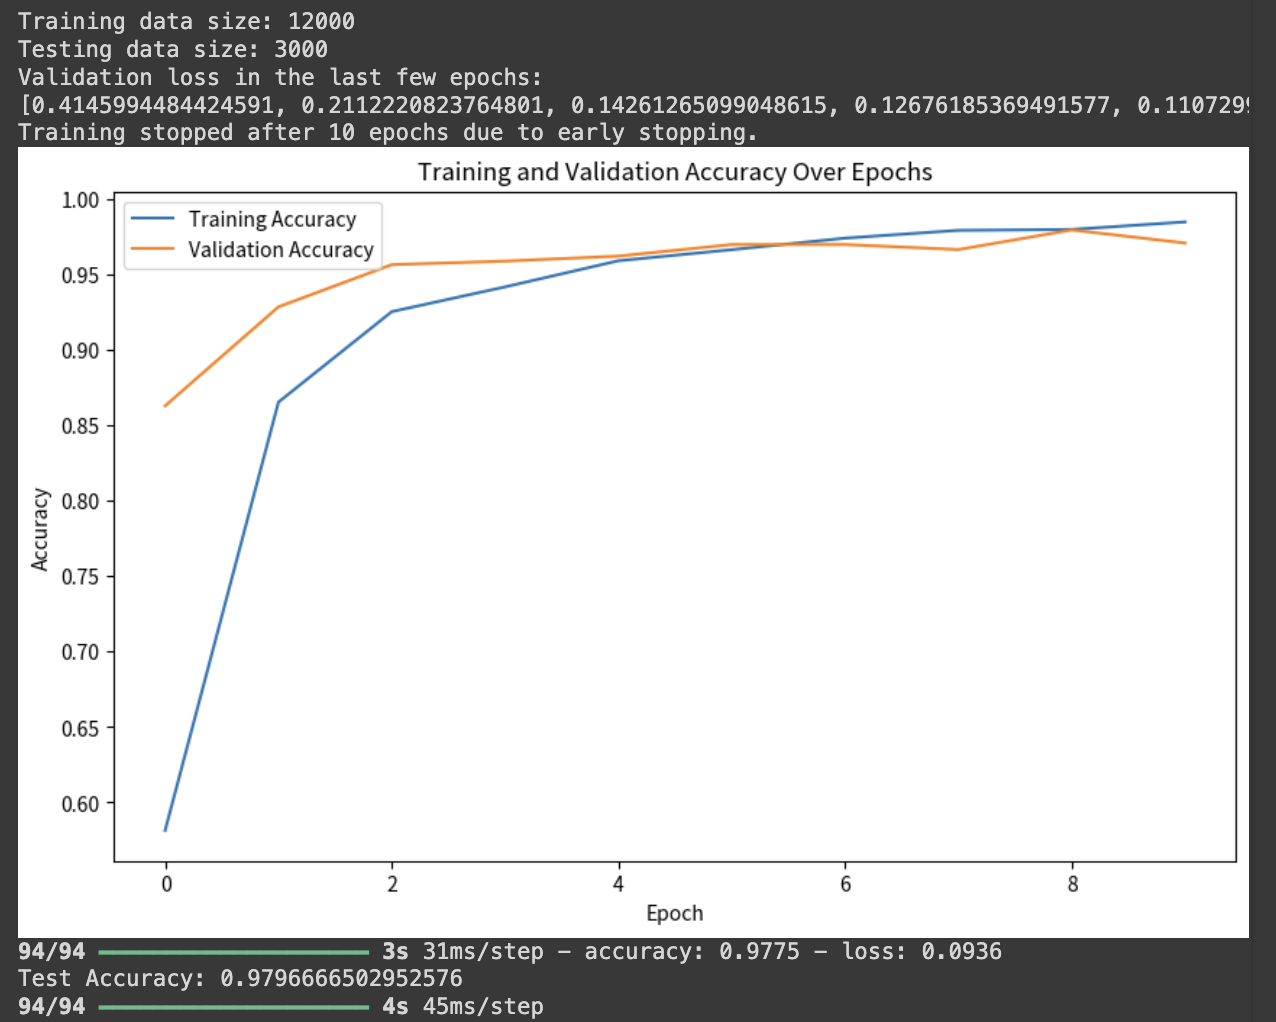 Training data size: 12000
Testing data size: 3000
Validation loss in the last few epochs:
[0.4145994484424591, 0.2112220823764801, 0.14261265099048615, 0.12676185369491577, 0.1107299
Training stopped after 10 epochs due to early stopping.
Training and Validation Accuracy Over Epochs
1.00
Training Accuracy
Validation Accuracy
0.95
0.90
0.85
0.80
Accuracy
0.75
0.70
0.65
0.60
0 2 4 6 8
Epoch
94/94 3s 31ms/step – accuracy: 0.9775 – loss: 0.0936
Test Accuracy: 0.9796666502952576
94/94 4s 45ms/step